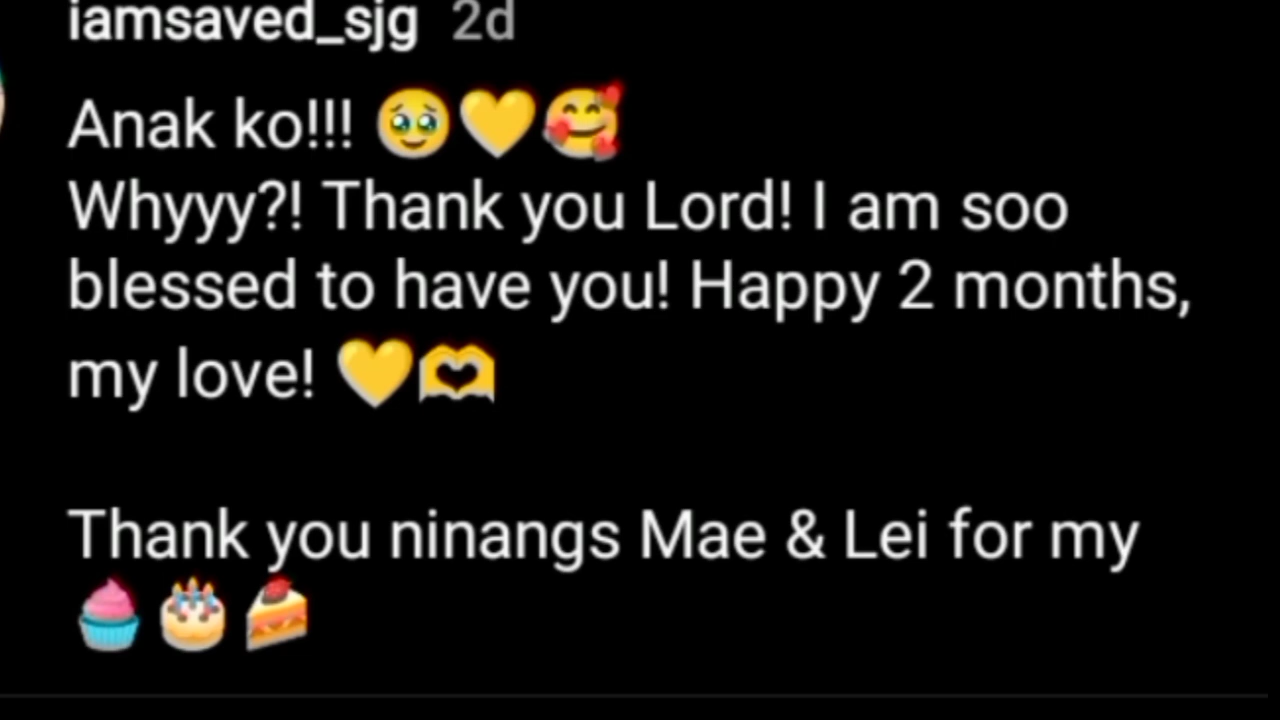 iamsaved_sjg 2d
Anak ko!!! 🥹💛🥰
Whyyy?! Thank you Lord! I am soo
blessed to have you! Happy 2 months,
my love! 💛🫶
Thank you ninangs Mae & Lei for my
🧁🎂🍰